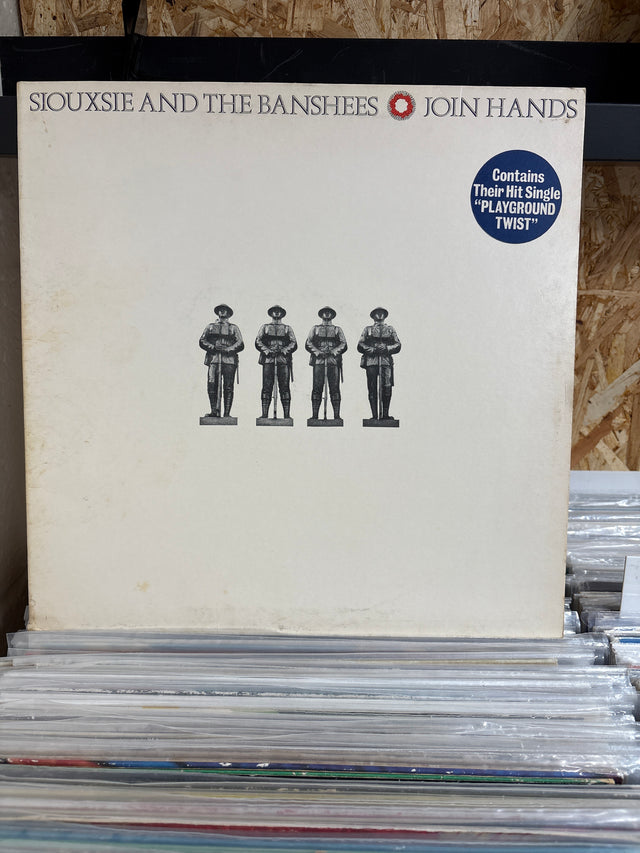 SIOUXSIE AND THE BANSHEES JOIN HANDS
Contains
Their Hit Single
“PLAYGROUND
TWIST”